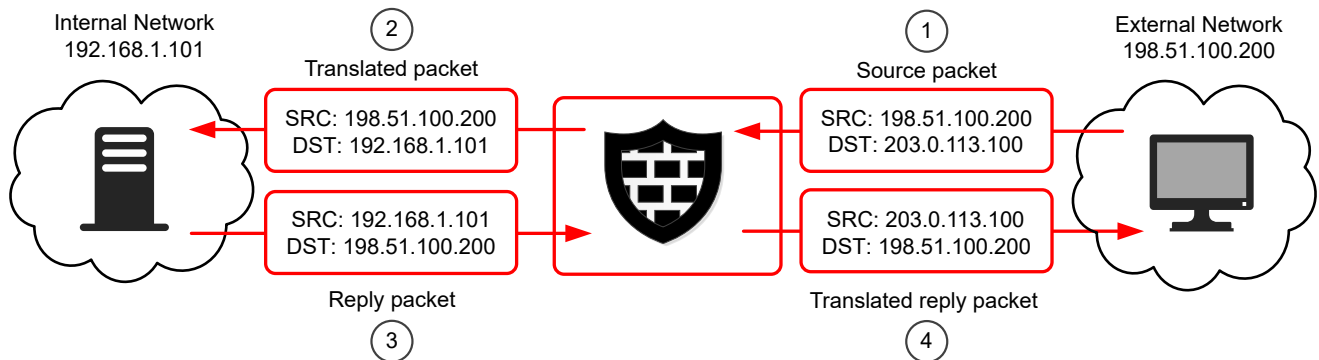 Internal Network
192.168.1.101
2
Translated packet
SRC: 198.51.100.200
DST: 192.168.1.101
1
Source packet
SRC: 198.51.100.200
DST: 203.0.113.100
External Network
198.51.100.200
SRC: 192.168.1.101
DST: 198.51.100.200
Reply packet
3
SRC: 203.0.113.100
DST: 198.51.100.200
Translated reply packet
4